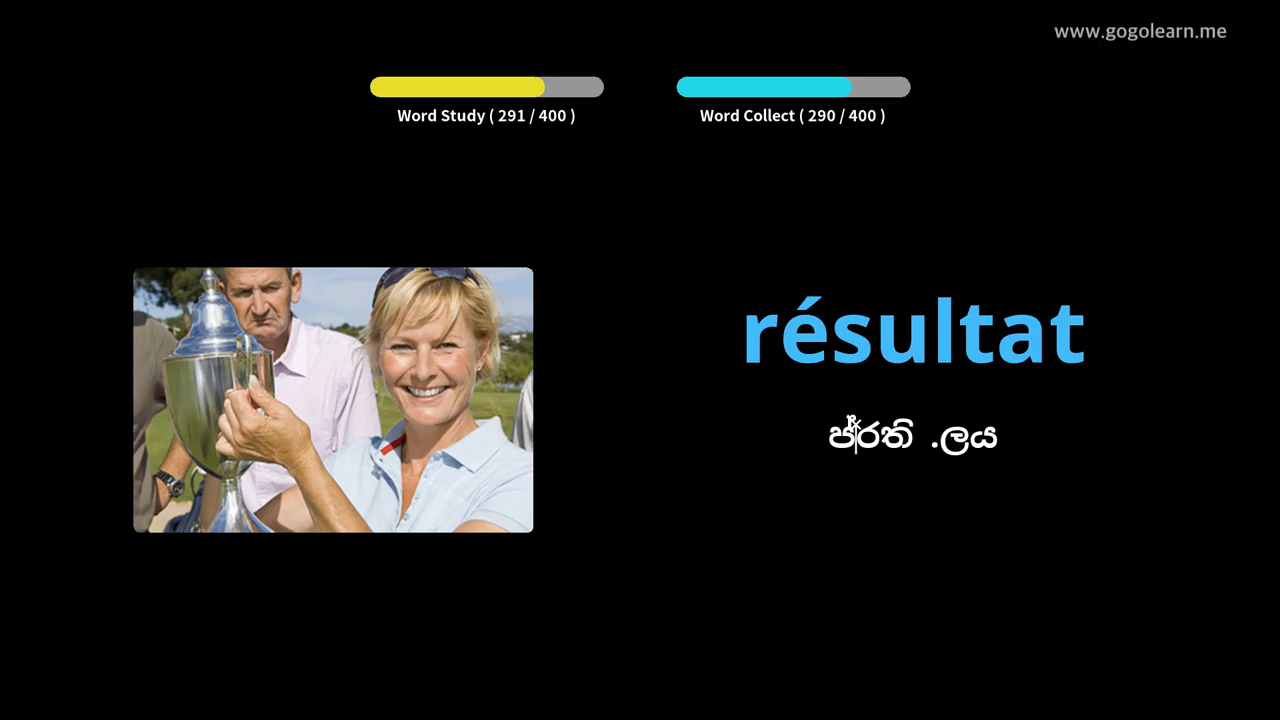 www.gogolearn.me
Word Study ( 291 / 400 )
Word Collect ( 290 / 400 )
résultat
ප්රති .ලය